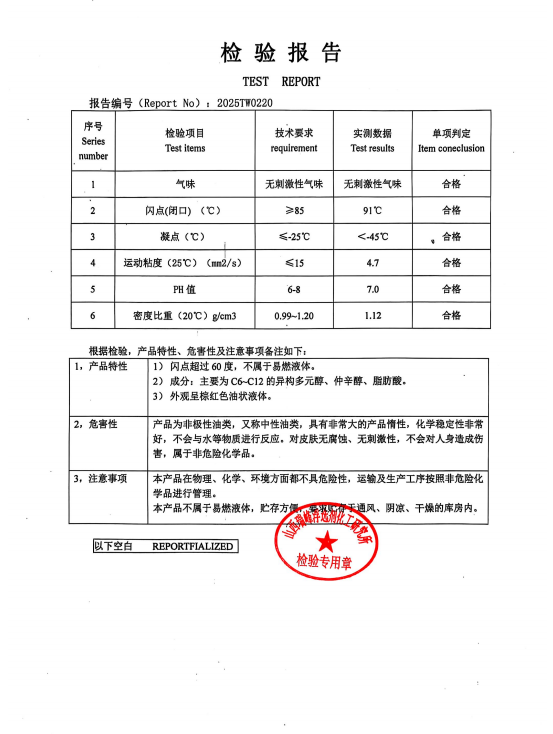 检 验 报 告
TEST REPORT
报告编号（Report No）：2025TW0220
序号 Series number 检验项目 Test items 技术要求 requirement 实测数据 Test results 单项判定 Item coneclusion
1 气味 无刺激性气味 无刺激性气味 合格
2 闪点(闭口)（℃） ≥85 91℃ 合格
3 凝点（℃） ≤-25℃ <-45℃ 合格
4 运动粘度（25℃）（mm2/s） ≤15 4.7 合格
5 PH 值 6-8 7.0 合格
6 密度比重（20℃）g/cm3 0.99~1.20 1.12 合格
根据检验，产品特性、危害性及注意事项备注如下：
1，产品特性 1） 闪点超过 60 度，不属于易燃液体。
2） 成分：主要为 C6~C12 的异构多元醇、仲辛醇、脂肪酸。
3） 外观呈棕红色油状液体。
2，危害性 产品为非极性油类，又称中性油类，具有非常大的产品惰性，化学稳定性非常
好，不会与水等物质进行反应。对皮肤无腐蚀、无刺激性，不会对人身造成伤
害，属于非危险化学品。
3，注意事项 本产品在物理、化学、环境方面都不具危险性，运输及生产工序按照非危险化
学品进行管理。
本产品不属于易燃液体，贮存方便，要求贮存于通风、阴凉、干燥的库房内。
山西瑞峰浮选剂化工研究所
检验专用章
以下空白 REPORTFIALIZED